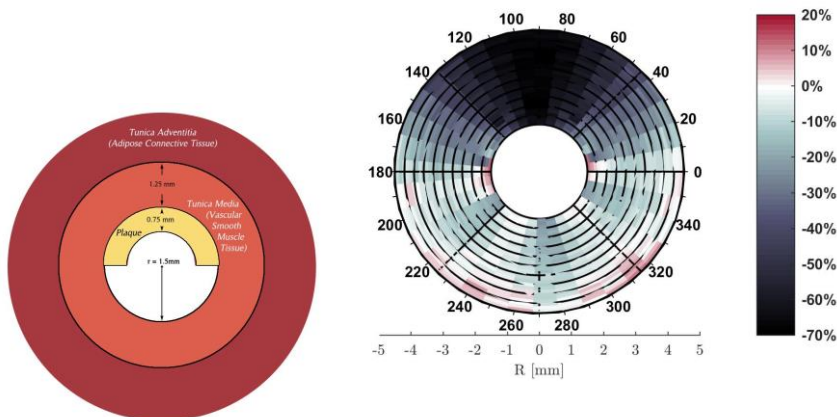 Tunica Adventitia
(Adipose Connective Tissue)
1.25 mm
Tunica Media
(Vascular
Smooth
Muscle
Tissue)
0.75 mm
Plaque
r = 1.5mm
100 80
120 60
140 40
160 20
180 0
200 340
220 320
240 300
260 280
-5 -4 -3 -2 -1 0 1 2 3 4 5
R [mm]
20%
10%
0%
-10%
-20%
-30%
-40%
-50%
-60%
-70%